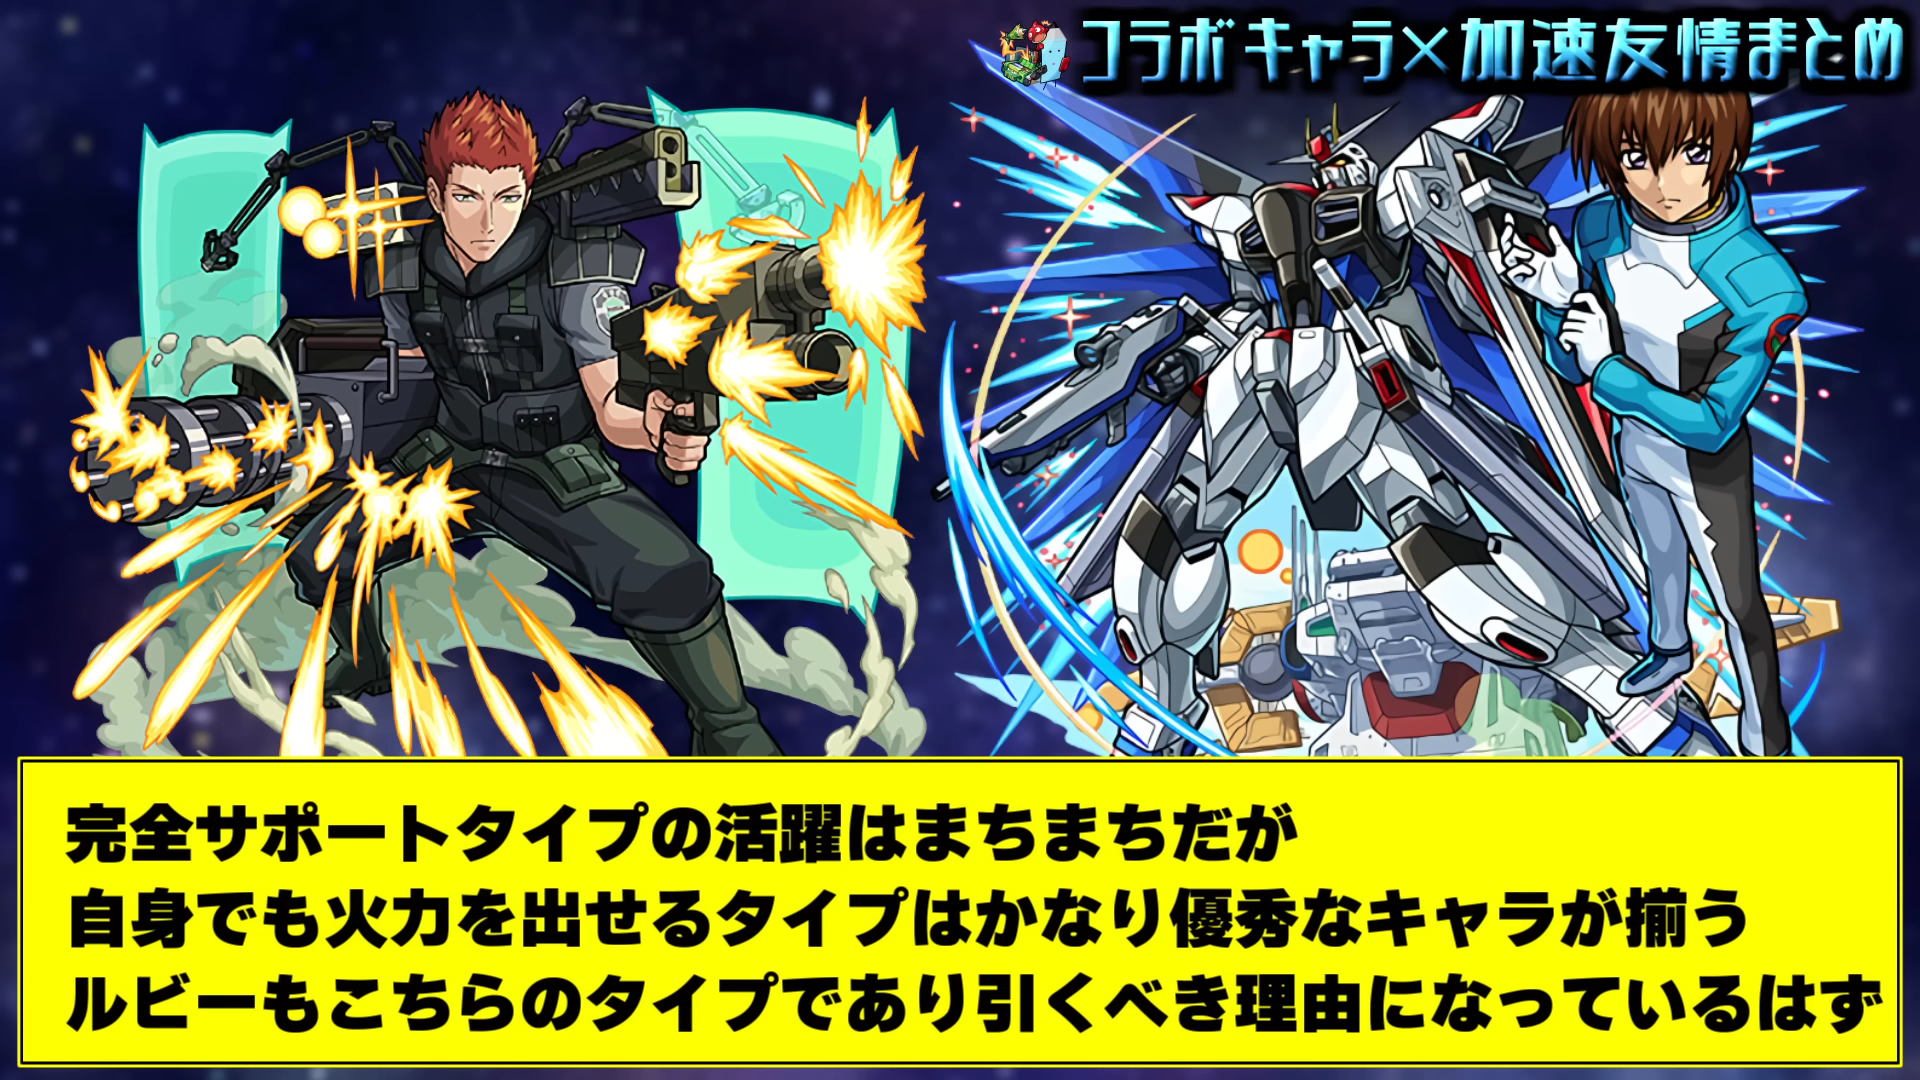 コラボキャラ×加速友情まとめ
完全サポートタイプの活躍はまちまちだが
自身でも火力を出せるタイプはかなり優秀なキャラが揃う
ルビーもこちらのタイプであり引くべき理由になっているはず